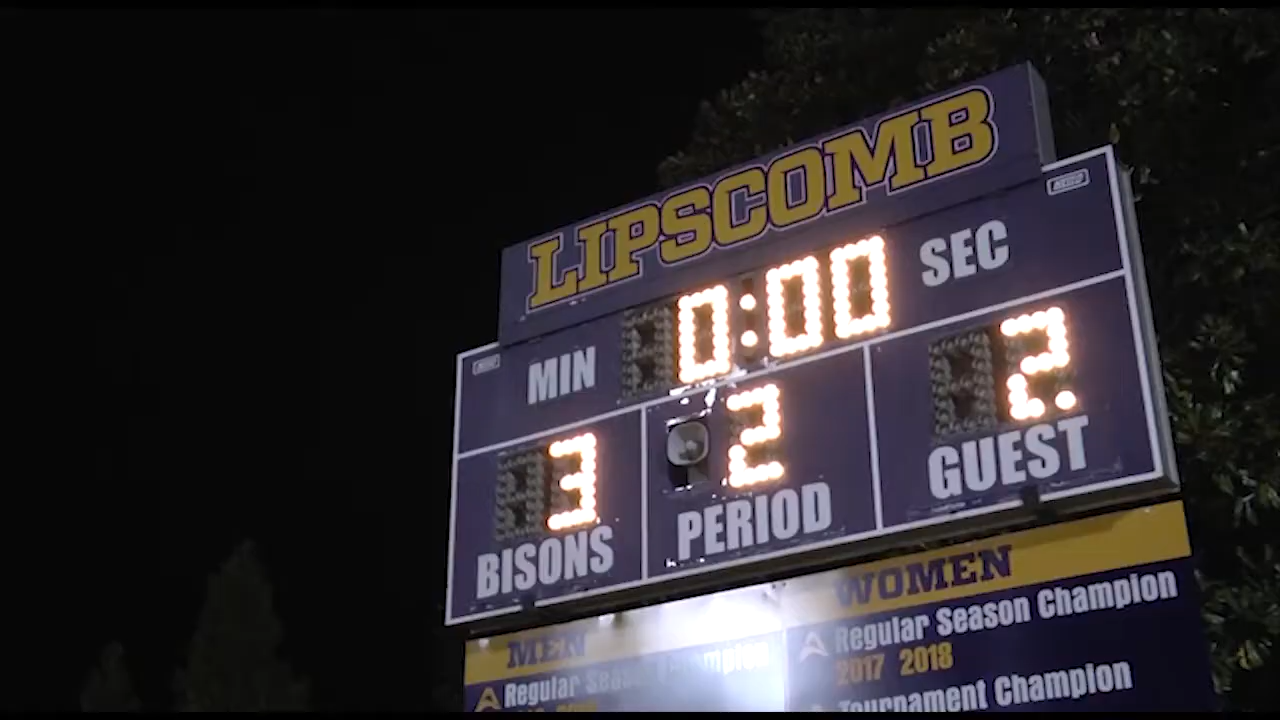 LIPSCOMB
MIN 0:00 SEC
3 2 2.
BISONS PERIOD GUEST
MEN WOMEN
Regular Season Champion
Regular Season Champion
2017 2018
Tournament Champion